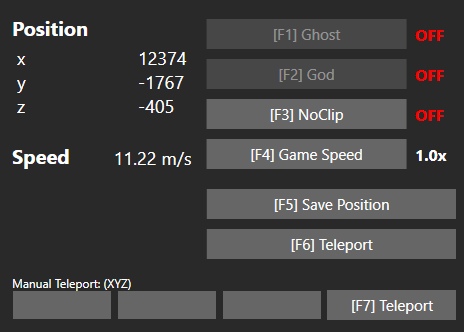 Position
x 12374
y -1767
z -405
Speed 11.22 m/s
[F1] Ghost OFF
[F2] God OFF
[F3] NoClip OFF
[F4] Game Speed 1.0x
[F5] Save Position
[F6] Teleport
Manual Teleport: (XYZ)
[F7] Teleport